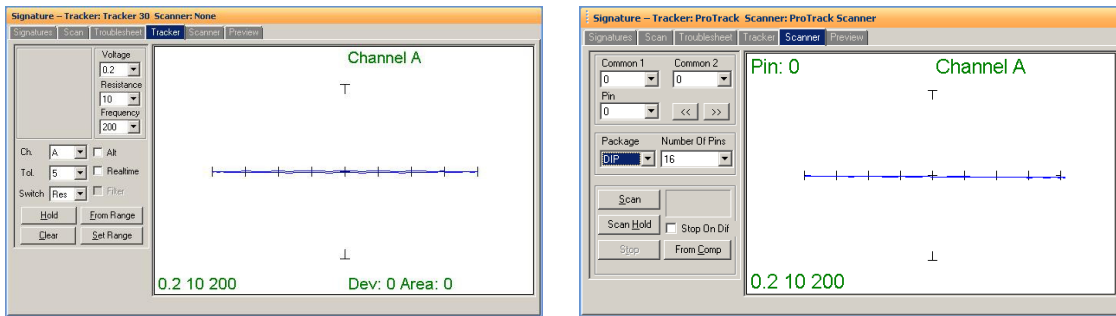 Signature – Tracker: Tracker 30 Scanner: None
Signatures Scan Troublesheet Tracker Scanner Preview
Voltage
0.2
Resistance
10
Frequency
200
Ch. A Alt
Tol. 5 Realtime
Switch Res Filter
Hold From Range
Clear Set Range
Channel A
0.2 10 200 Dev: 0 Area: 0
Signature – Tracker: ProTrack Scanner: ProTrack Scanner
Signatures Scan Troublesheet Tracker Scanner Preview
Common 1 Common 2
0 0
Pin
0 << >>
Package Number Of Pins
DIP 16
Scan
Scan Hold Stop On Dif
Stop From Comp
Pin: 0 Channel A
0.2 10 200